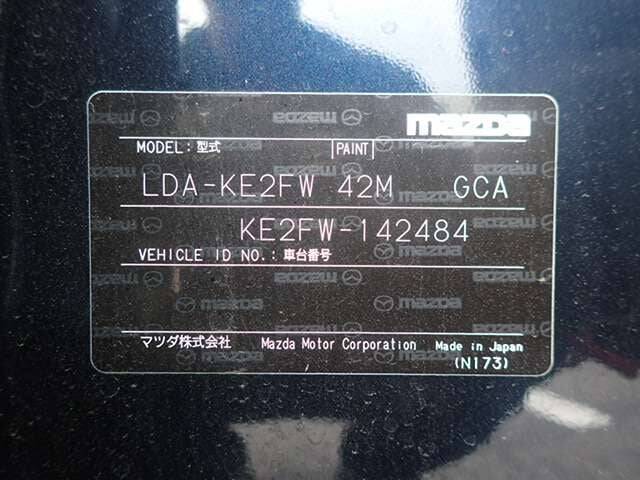 mazda
MODEL: 型式 PAINT
LDA-KE2FW 42M GCA
KE2FW-142484
VEHICLE ID NO.: 車台番号
マツダ株式会社 Mazda Motor Corporation Made in Japan
(N173)